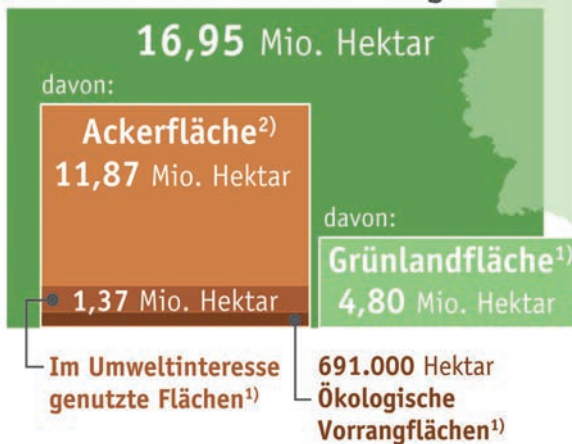 16,95 Mio. Hektar
davon:
Ackerfläche2)
11,87 Mio. Hektar
davon:
Grünlandfläche1)
4,80 Mio. Hektar
1,37 Mio. Hektar
Im Umweltinteresse
genutzte Flächen1)
691.000 Hektar
Ökologische
Vorrangflächen1)